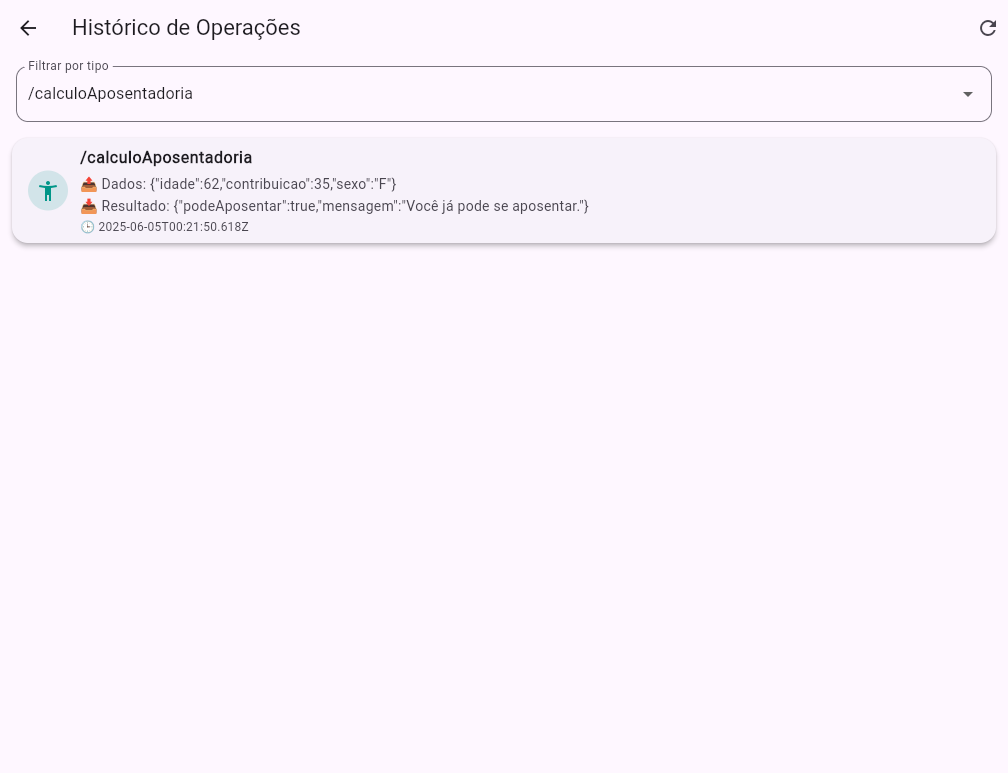 Histórico de Operações
Filtrar por tipo
/calculoAposentadoria
/calculoAposentadoria
📤 Dados: {"idade":62,"contribuicao":35,"sexo":"F"}
📥 Resultado: {"podeAposentar":true,"mensagem":"Você já pode se aposentar."}
🕒 2025-06-05T00:21:50.618Z